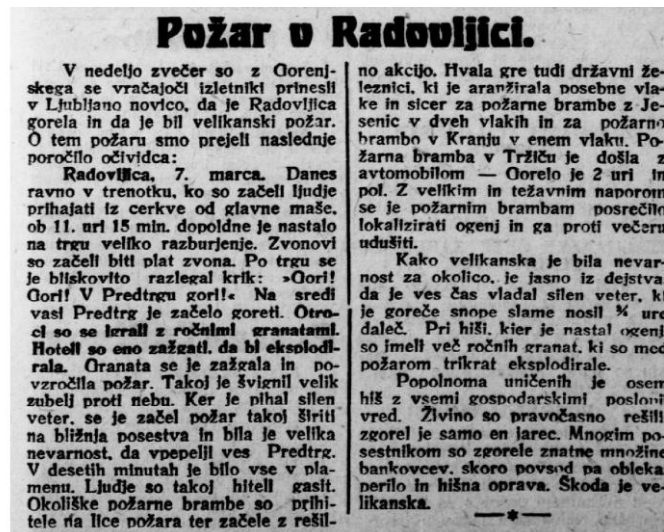 Požar v Radovljici.
V nedeljo zvečer so z Gorenj-
skega se vračajoči izletniki prinesli
v Ljubljano novico, da je Radovljica
gorela in da je bil velikanski požar.
O tem požaru smo prejeli naslednje
poročilo očividca:
Radovljica, 7. marca. Danes
ravno v trenotku, ko so začeli ljudje
prihajati iz cerkve od glavne maše,
ob 11. uri 15 min. dopoldne je nastalo
na trgu veliko razburjenje. Zvonovi
so začeli biti plat zvona. Po trgu se
je bliskovito razlegal krik: »Gori!
Gori! V Predtrgu gori!« Na sredi
vasi Predtrg je začelo goreti. Otro-
ci so se igrali z ročnimi granatami.
Hoteli so eno zažgati, da bi eksplodi-
rala. Granata se je zažgala in po-
vzročila požar. Takoj je švignil velik
zubelj proti nebu. Ker je pihal silen
veter, se je začel požar takoj širiti
na bližnja posestva in bila je velika
nevarnost, da vpepelji ves Predtrg.
V desetih minutah je bilo vse v pla-
menu. Ljudje so takoj hiteli gasit.
Okoliške požarne brambe so prihi-
tele na lice požara ter začele z rešil-
no akcijo. Hvala gre tudi državni že-
leznici, ki je aranžirala posebne vla-
ke in sicer za požarne brambe z Je-
senic v dveh vlakih in za požarno
brambo v Kranju v enem vlaku. Po-
žarna bramba v Tržiču je došla z
avtomobilom — Gorelo je 2 uri in
pol. Z velikim in težavnim naporom
se je požarnim brambam posrečilo
lokalizirati ogenj in ga proti večeru
udušiti.
Kako velikanska je bila nevar-
nost za okolico, je jasno iz dejstva,
da je ves čas vladal silen veter, ki
je goreče snope slame nosil ¾ ure
daleč. Pri hiši, kjer je nastal ogenj
so imeli več ročnih granat, ki so med
požarom trikrat eksplodirale.
Popolnoma uničenih je osem
hiš z vsemi gospodarskimi poslopji
vred. Živino so pravočasno rešili
zgorel je samo en jarec. Mnogim po-
sestnikom so zgorele znatne množine
bankovcev, skoro povsod pa obleka
perilo in hišna oprava. Škoda je ve-
likanska.
—*—